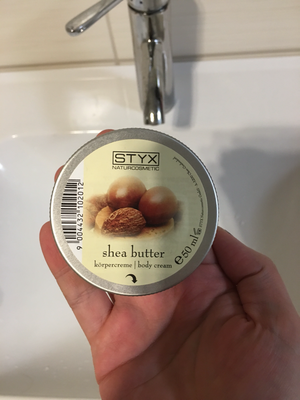 STYX
NATURCOSMETIC
shea butter
körpercreme | body cream
e 50 ml
9 004432 102012